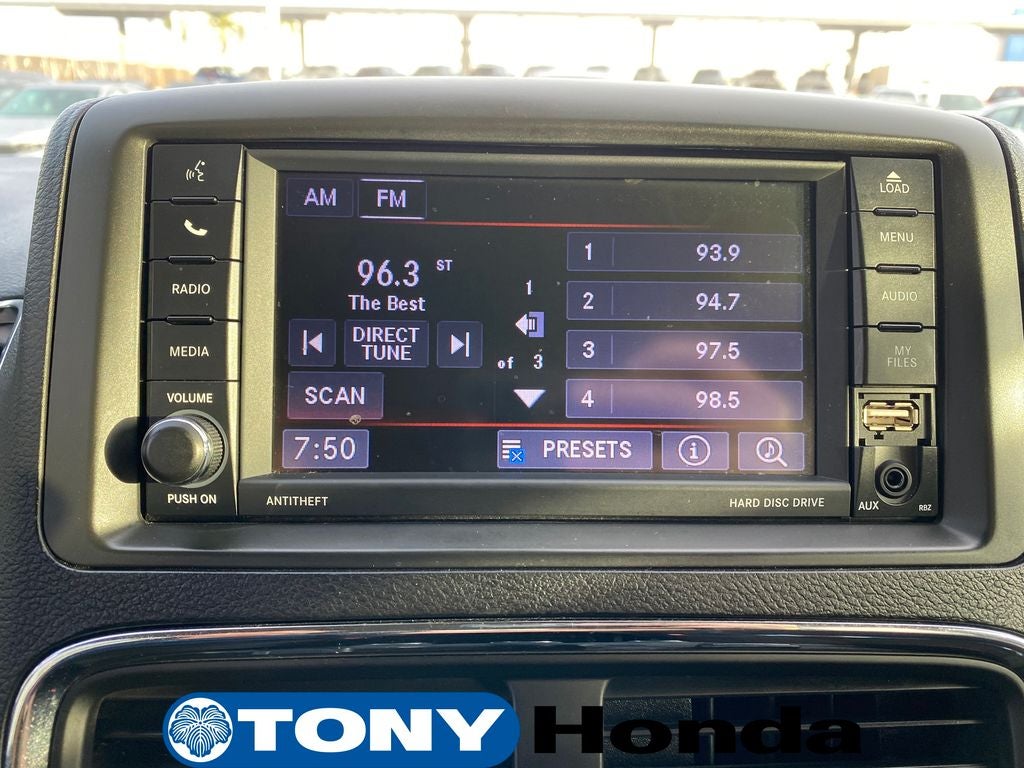 LOAD
AM FM
MENU
93.9
1
96.3 ST
1
RADIO
AUDIO
The Best
2 94.7
DIRECT
TUNE
MEDIA
3 97.5
of 3
MY
FILES
SCAN
4 98.5
VOLUME
7:50
PRESETS
i
PUSH ON
ANTITHEFT
HARD DISC DRIVE
AUX
RBZ
TONY Honda